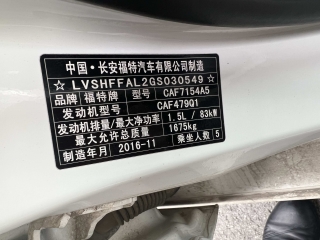 中国·长安福特汽车有限公司制造
☆ LVSHFFAL2GS030549 ☆
品牌 福特牌 型号 CAF7154A5
发动机型号 CAF479Q1
发动机排量/最大净功率 1.5L / 83kW
最大允许总质量 1675kg
制造年月 2016-11 乘坐人数 5